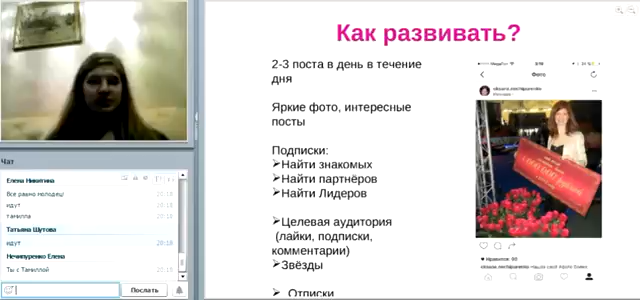 Как развивать?
2-3 поста в день в течение
дня
Яркие фото, интересные
посты
Подписки:
Найти знакомых
Найти партнёров
Найти Лидеров
Целевая аудитория
(лайки, подписки,
комментарии)
Звёзды
Отписки
Фото
Чат
Елена Никитина
Все равно молодец!
идут
тамилла
Татьяна Шутова
идут
Нечипуренко Елена
Ты с Тамиллой
Послать